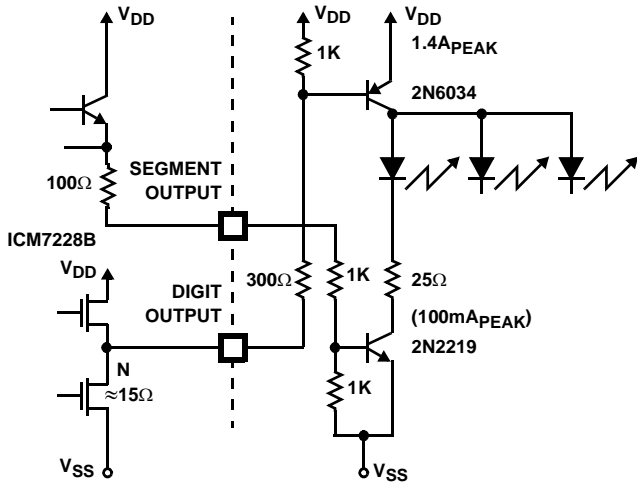 VDD
VDD
VDD
1K
1.4APEAK
2N6034
100Ω
SEGMENT
OUTPUT
ICM7228B
VDD
DIGIT
OUTPUT
300Ω
1K
25Ω
(100mAPEAK)
2N2219
N
≈15Ω
1K
VSS
VSS